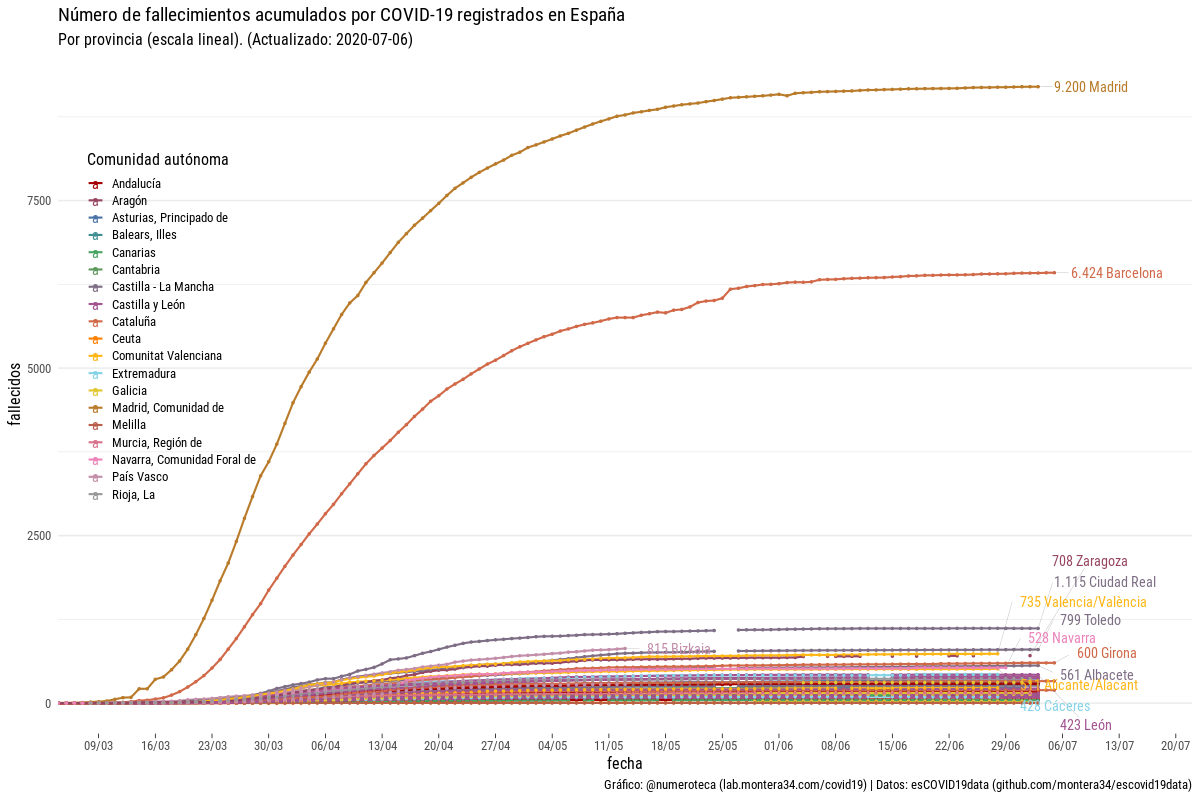 Número de fallecimientos acumulados por COVID-19 registrados en España
Por provincia (escala lineal). (Actualizado: 2020-07-06)
9.200 Madrid
Comunidad autónoma
Andalucía
Aragón
Asturias, Principado de
Balears, Illes
Canarias
Cantabria
Castilla - La Mancha
Castilla y León
Cataluña
Ceuta
Comunitat Valenciana
Extremadura
Galicia
Madrid, Comunidad de
Melilla
Murcia, Región de
Navarra, Comunidad Foral de
País Vasco
Rioja, La
6.424 Barcelona
7500
5000
2500
0
fallecidos
708 Zaragoza
1.115 Ciudad Real
735 Valencia/València
799 Toledo
528 Navarra
815 Bizkaia
600 Girona
561 Albacete
Alicante/Alacant
428 Cáceres
423 León
09/03 16/03 23/03 30/03 06/04 13/04 20/04 27/04 04/05 11/05 18/05 25/05 01/06 08/06 15/06 22/06 29/06 06/07 13/07 20/07
fecha
Gráfico: @numeroteca (lab.montera34.com/covid19) | Datos: esCOVID19data (github.com/montera34/escovid19data)